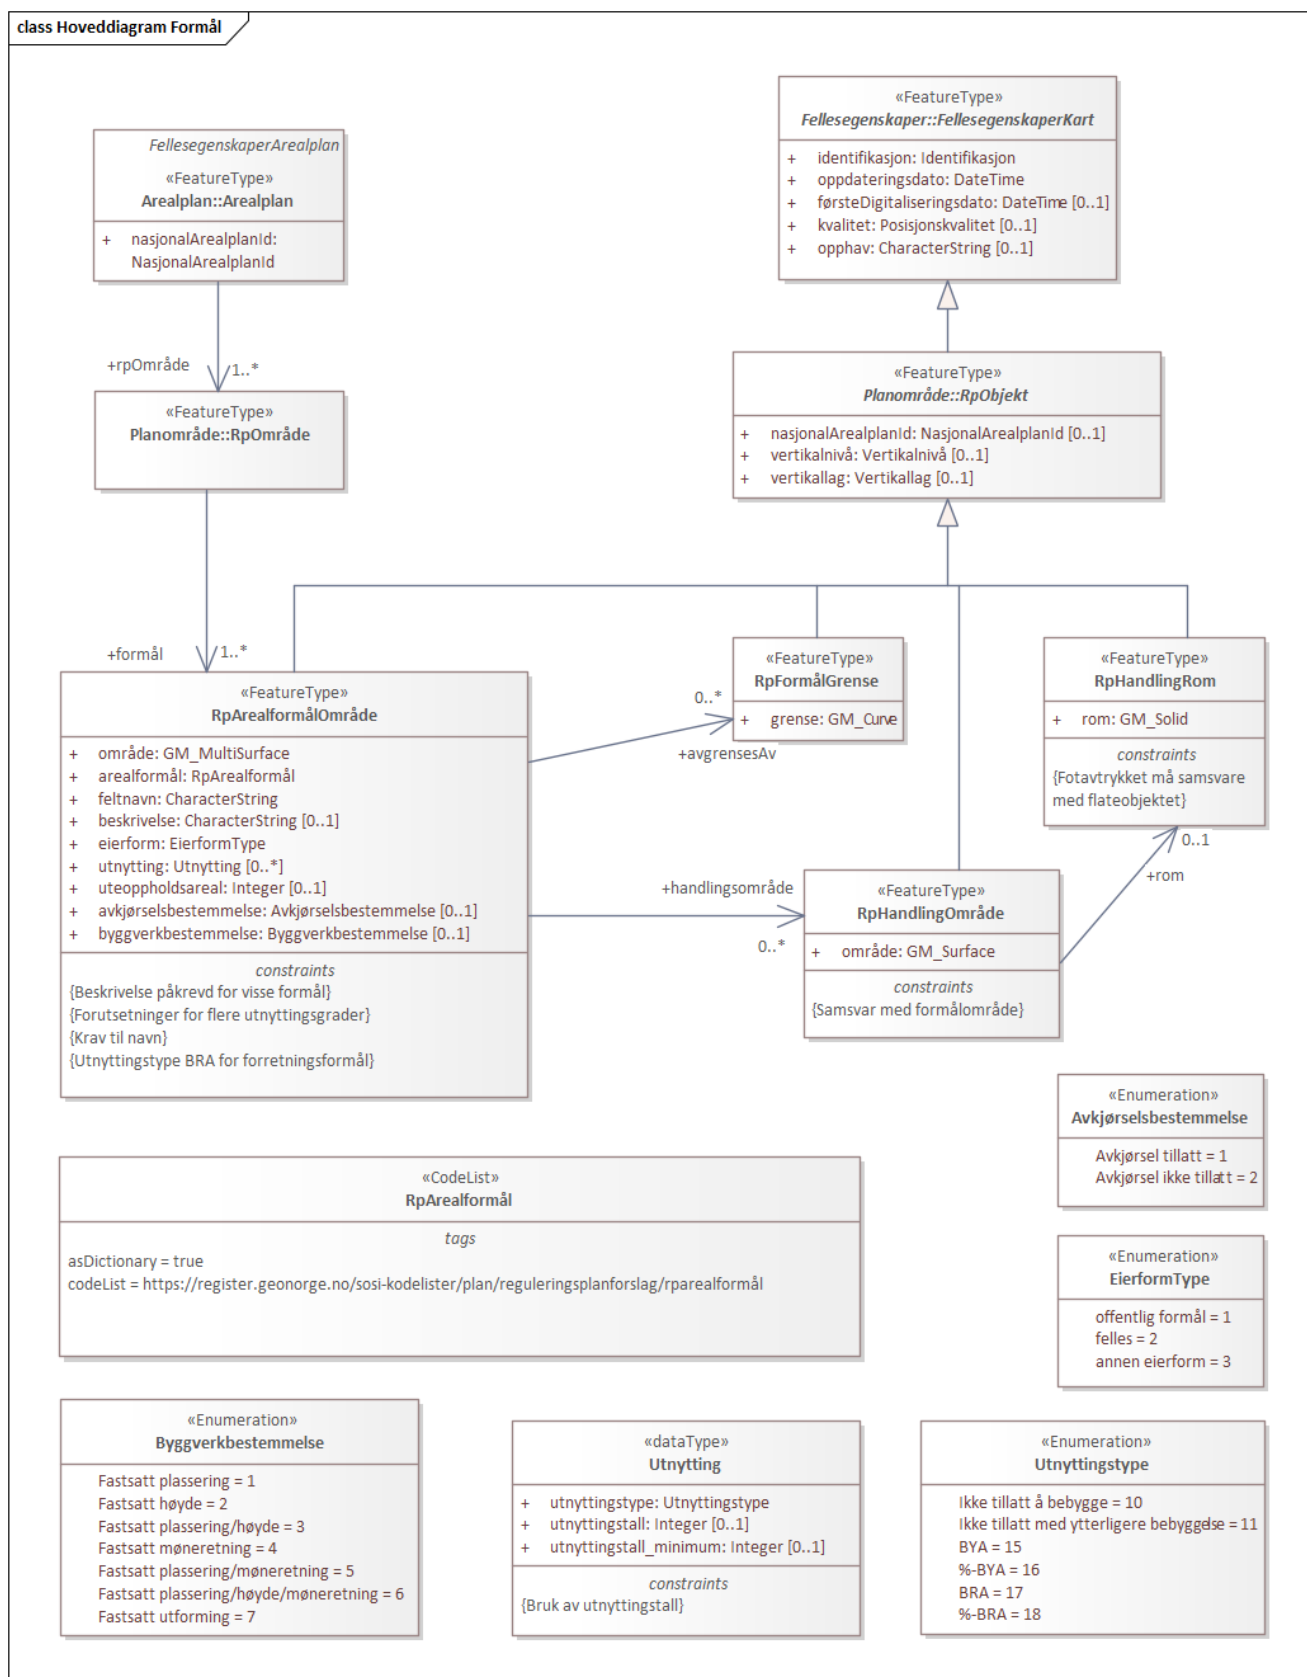 class Hoveddiagram Formål
FellesegenskaperArealplan
«FeatureType»
Arealplan::Arealplan
+ nasjonalArealplanId:
NasjonalArealplanId
«FeatureType»
Fellesegenskaper::FellesegenskaperKart
+ identifikasjon: Identifikasjon
+ oppdateringsdato: DateTime
+ førsteDigitaliseringsdato: DateTime [0..1]
+ kvalitet: Posisjonskvalitet [0..1]
+ opphav: CharacterString [0..1]
+rpOmråde
1..*
«FeatureType»
Planområde::RpOmråde
«FeatureType»
Planområde::RpObjekt
+ nasjonalArealplanId: NasjonalArealplanId [0..1]
+ vertikalnivå: Vertikalnivå [0..1]
+ vertikallag: Vertikallag [0..1]
+formål
1..*
«FeatureType»
RpArealformålOmråde
+ område: GM_MultiSurface
+ arealformål: RpArealformål
+ feltnavn: CharacterString
+ beskrivelse: CharacterString [0..1]
+ eierform: EierformType
+ utnytting: Utnytting [0..*]
+ uteoppholdsareal: Integer [0..1]
+ avkjørselsbestemmelse: Avkjørselsbestemmelse [0..1]
+ byggverkbestemmelse: Byggverkbestemmelse [0..1]
constraints
{Beskrivelse påkrevd for visse formål}
{Forutsetninger for flere utnyttingsgrader}
{Krav til navn}
{Utnyttingstype BRA for forretningsformål}
0..*
+avgrensesAv
«FeatureType»
RpFormålGrense
+ grense: GM_Curve
«FeatureType»
RpHandlingRom
+ rom: GM_Solid
constraints
{Fotavtrykket må samsvare
med flateobjektet}
0..1
+rom
+handlingsområde
0..*
«FeatureType»
RpHandlingOmråde
+ område: GM_Surface
constraints
{Samsvar med formålområde}
«Enumeration»
Avkjørselsbestemmelse
Avkjørsel tillatt = 1
Avkjørsel ikke tillatt = 2
«CodeList»
RpArealformål
tags
asDictionary = true
codeList = https://register.geonorge.no/sosi-kodelister/plan/reguleringsplanforslag/rparealformål
«Enumeration»
EierformType
offentlig formål = 1
felles = 2
annen eierform = 3
«Enumeration»
Byggverkbestemmelse
Fastsatt plassering = 1
Fastsatt høyde = 2
Fastsatt plassering/høyde = 3
Fastsatt møneretning = 4
Fastsatt plassering/møneretning = 5
Fastsatt plassering/høyde/møneretning = 6
Fastsatt utforming = 7
«dataType»
Utnytting
+ utnyttingstype: Utnyttingstype
+ utnyttingstall: Integer [0..1]
+ utnyttingstall_minimum: Integer [0..1]
constraints
{Bruk av utnyttingstall}
«Enumeration»
Utnyttingstype
Ikke tillatt å bebygge = 10
Ikke tillatt med ytterligere bebyggelse = 11
BYA = 15
%-BYA = 16
BRA = 17
%-BRA = 18